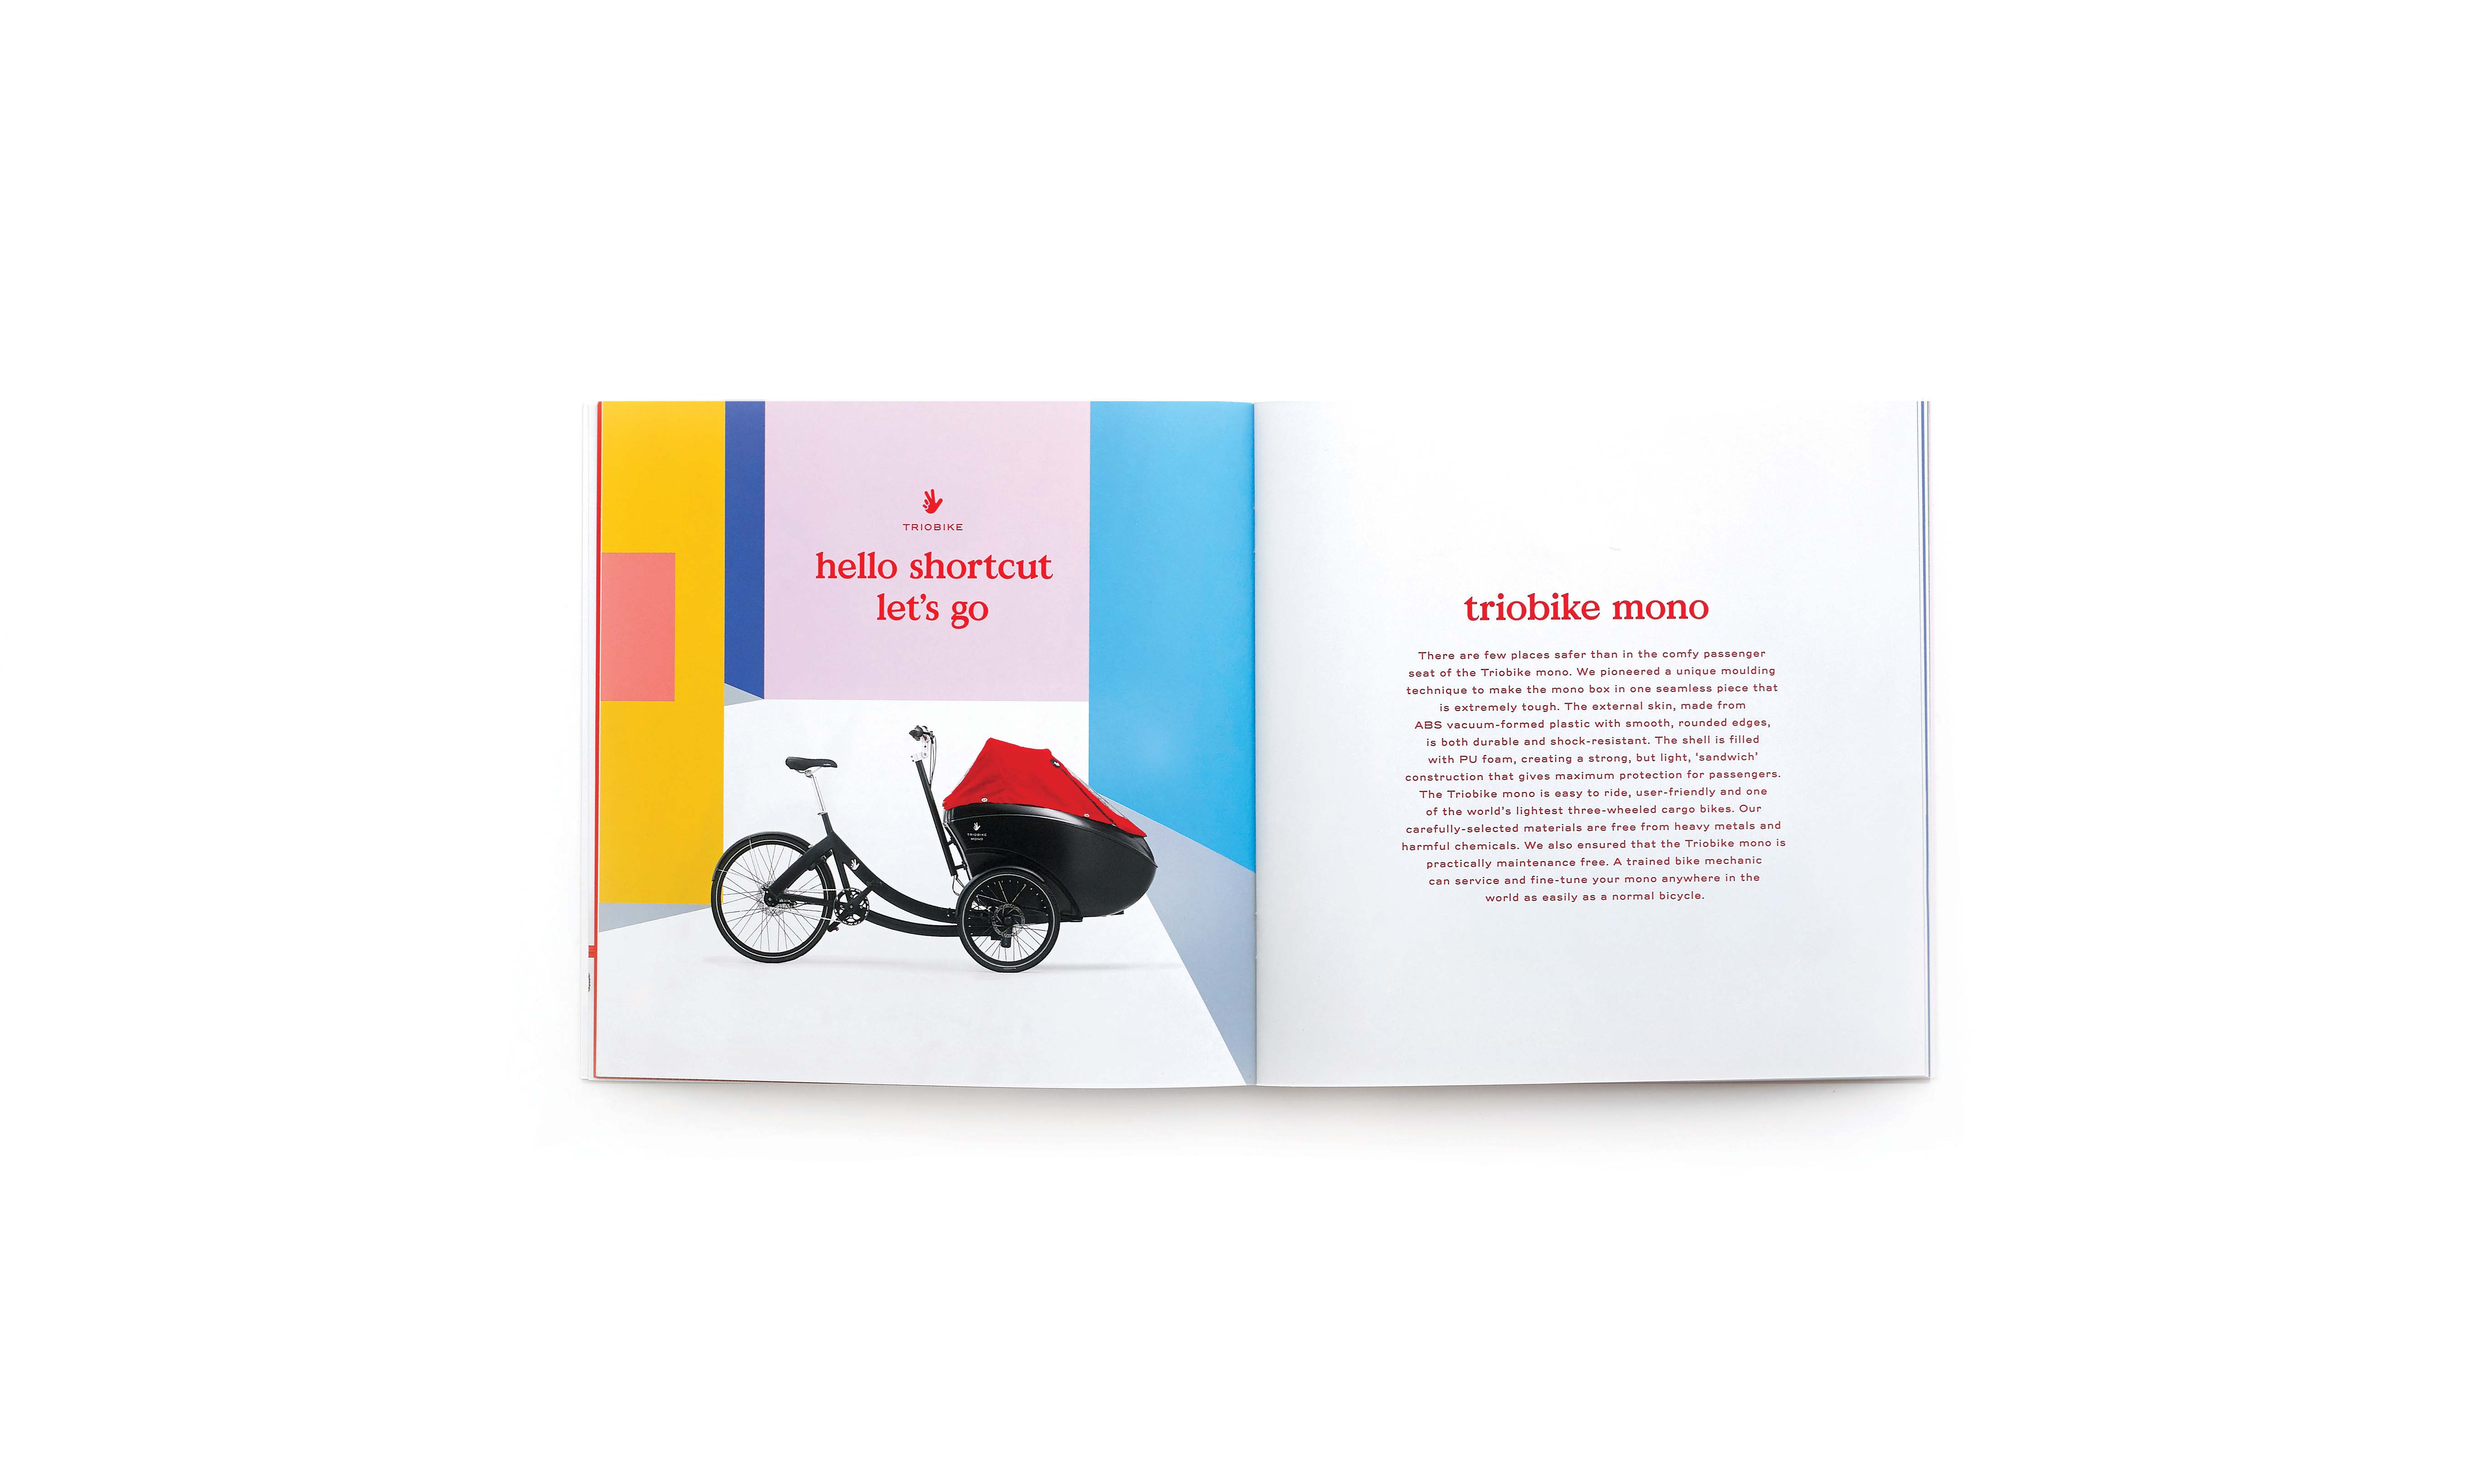 TRIOBIKE
hello shortcut
let's go
TRIOBIKE
MONO
triobike mono
There are few places safer than in the comfy passenger
seat of the Triobike mono. We pioneered a unique moulding
technique to make the mono box in one seamless piece that
is extremely tough. The external skin, made from
ABS vacuum-formed plastic with smooth, rounded edges,
is both durable and shock-resistant. The shell is filled
with PU foam, creating a strong, but light, ‘sandwich’
construction that gives maximum protection for passengers.
The Triobike mono is easy to ride, user-friendly and one
of the world’s lightest three-wheeled cargo bikes. Our
carefully-selected materials are free from heavy metals and
harmful chemicals. We also ensured that the Triobike mono is
practically maintenance free. A trained bike mechanic
can service and fine-tune your mono anywhere in the
world as easily as a normal bicycle.